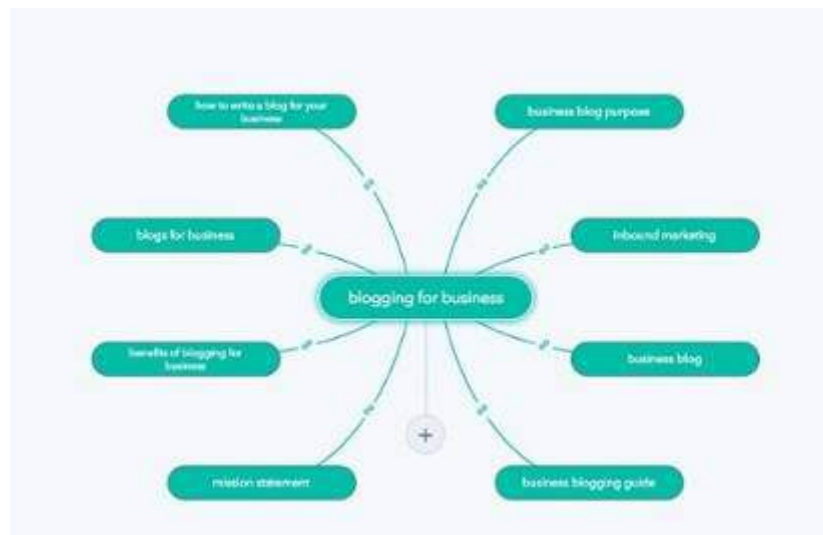 how to write a blog for your
business
business blog purpose
blogs for business
inbound marketing
blogging for business
benefits of blogging for
business
business blog
+
mission statement
business blogging guide